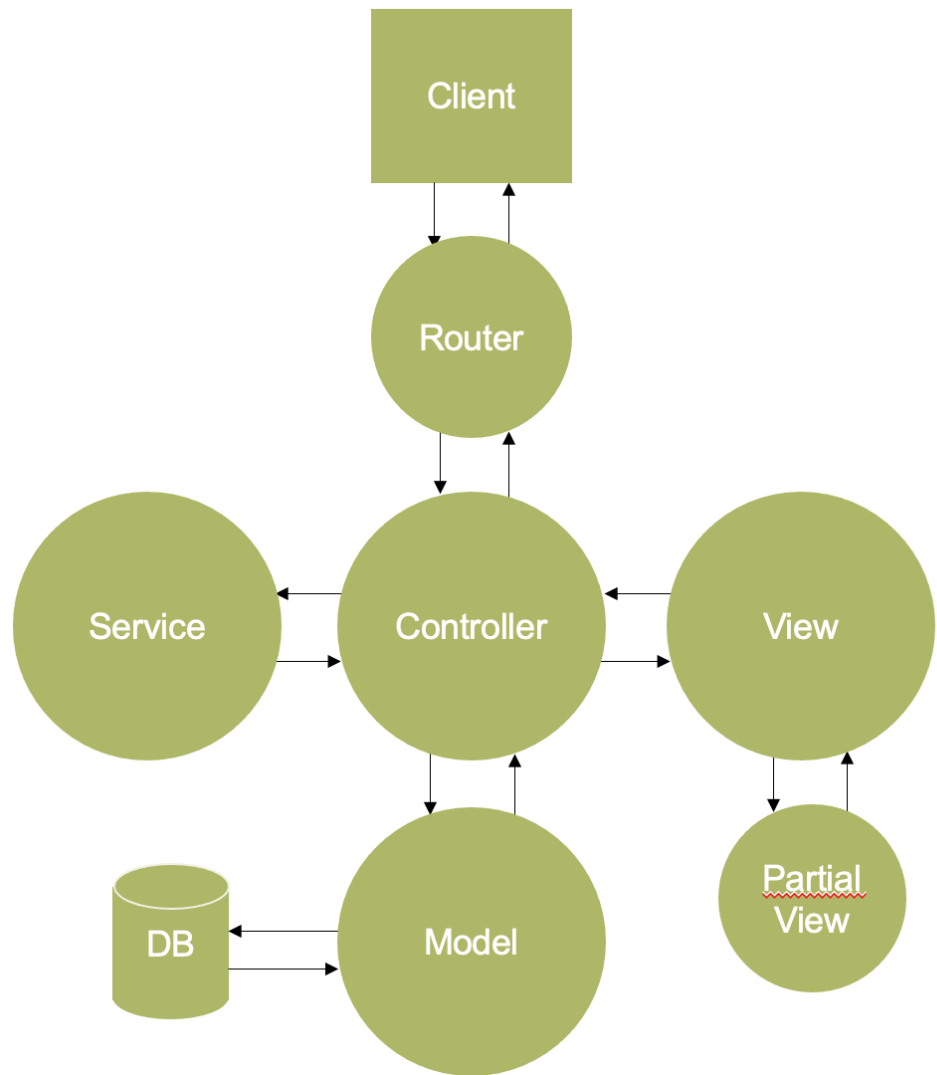 Client
Router
Service
Controller
View
Partial
View
DB
Model